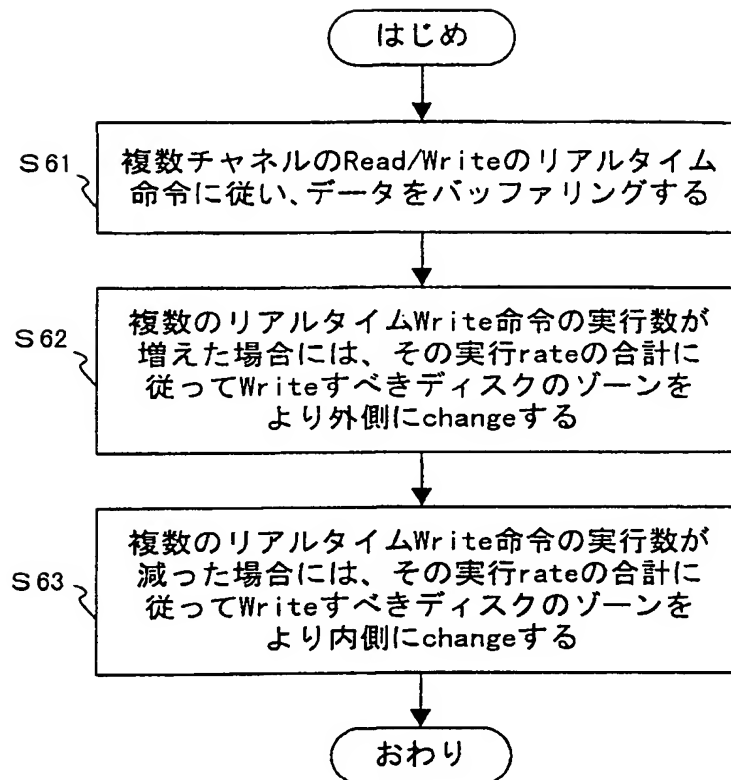 はじめ
S61
複数チャネルのRead/Writeのリアルタイム
命令に従い、データをバッファリングする
S62
複数のリアルタイムWrite命令の実行数が
増えた場合には、その実行rateの合計に
従ってWriteすべきディスクのゾーンを
より外側にchangeする
S63
複数のリアルタイムWrite命令の実行数が
減った場合には、その実行rateの合計に
従ってWriteすべきディスクのゾーンを
より内側にchangeする
おわり